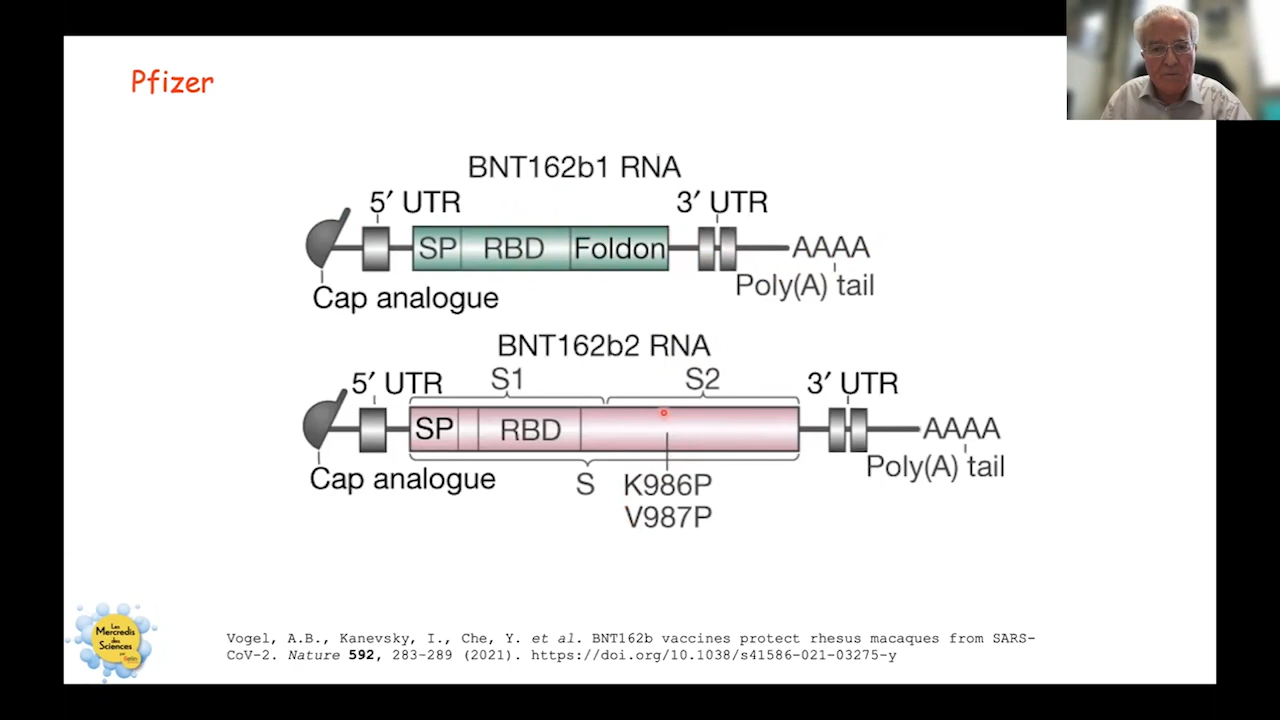 Pfizer
BNT162b1 RNA
5′ UTR
3′ UTR
SP
RBD
Foldon
AAAA
Cap analogue
Poly(A) tail
BNT162b2 RNA
5′ UTR
S1
S2
3′ UTR
SP
RBD
AAAA
Cap analogue
S
K986P
V987P
Poly(A) tail
Les
Mercredis
des
Sciences
Vogel, A.B., Kanevsky, I., Che, Y. et al. BNT162b vaccines protect rhesus macaques from SARS-
CoV-2. Nature 592, 283–289 (2021). https://doi.org/10.1038/s41586-021-03275-y